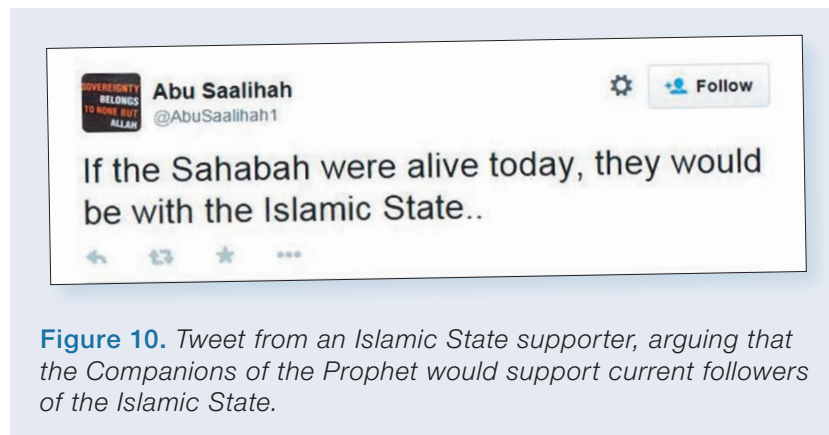 SOVEREIGNTY
BELONGS
TO NONE BUT
ALLAH
Abu Saalihah
@AbuSaalihah1
Follow
If the Sahabah were alive today, they would
be with the Islamic State..
Figure 10. Tweet from an Islamic State supporter, arguing that
the Companions of the Prophet would support current followers
of the Islamic State.